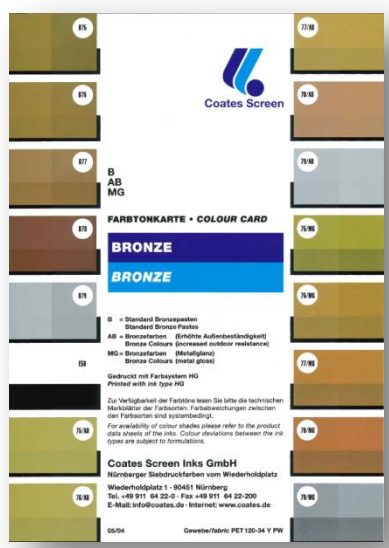 B75
B76
B77
B78
B79
E50
75/AB
76/AB
Coates Screen
B
AB
MG
FARBTONKARTE • COLOUR CARD
BRONZE
BRONZE
B = Standard Bronzepasten
Standard Bronze Pastes
AB = Bronzefarben (Erhöhte Außenbeständigkeit)
Bronze Colours (increased outdoor resistance)
MG = Bronzefarben (Metallglanz)
Bronze Colours (metal gloss)
Gedruckt mit Farbsystem HG
Printed with ink type HG
Zur Verfügbarkeit der Farbtöne lesen Sie bitte die technischen
Merkblätter der Farbsorten. Farbabweichungen zwischen
den Farbsorten sind systembedingt.
For availability of colour shades please refer to the product
data sheets of the inks. Colour deviations between the ink
types are subject to formulations.
Coates Screen Inks GmbH
Nürnberger Siebdruckfarben vom Wiederholdplatz
Wiederholdplatz 1 · 90451 Nürnberg
Tel. +49 911 64 22-0 · Fax +49 911 64 22-200
E-Mail: info@coates.de · Internet: www.coates.de
05/04 Gewebe/fabric PET 120-34 Y PW
77/AB
78/AB
79/AB
75/MG
76/MG
77/MG
78/MG
79/MG